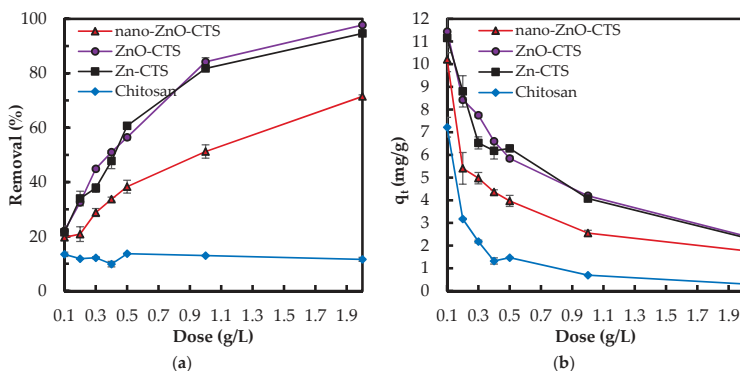 100
80
60
40
20
0
Removal (%)
nano-ZnO-CTS
ZnO-CTS
Zn-CTS
Chitosan
0.1 0.3 0.5 0.7 0.9 1.1 1.3 1.5 1.7 1.9
Dose (g/L)
(a)
12
11
10
9
8
7
6
5
4
3
2
1
0
qt (mg/g)
nano-ZnO-CTS
ZnO-CTS
Zn-CTS
Chitosan
0.1 0.3 0.5 0.7 0.9 1.1 1.3 1.5 1.7 1.9
Dose (g/L)
(b)